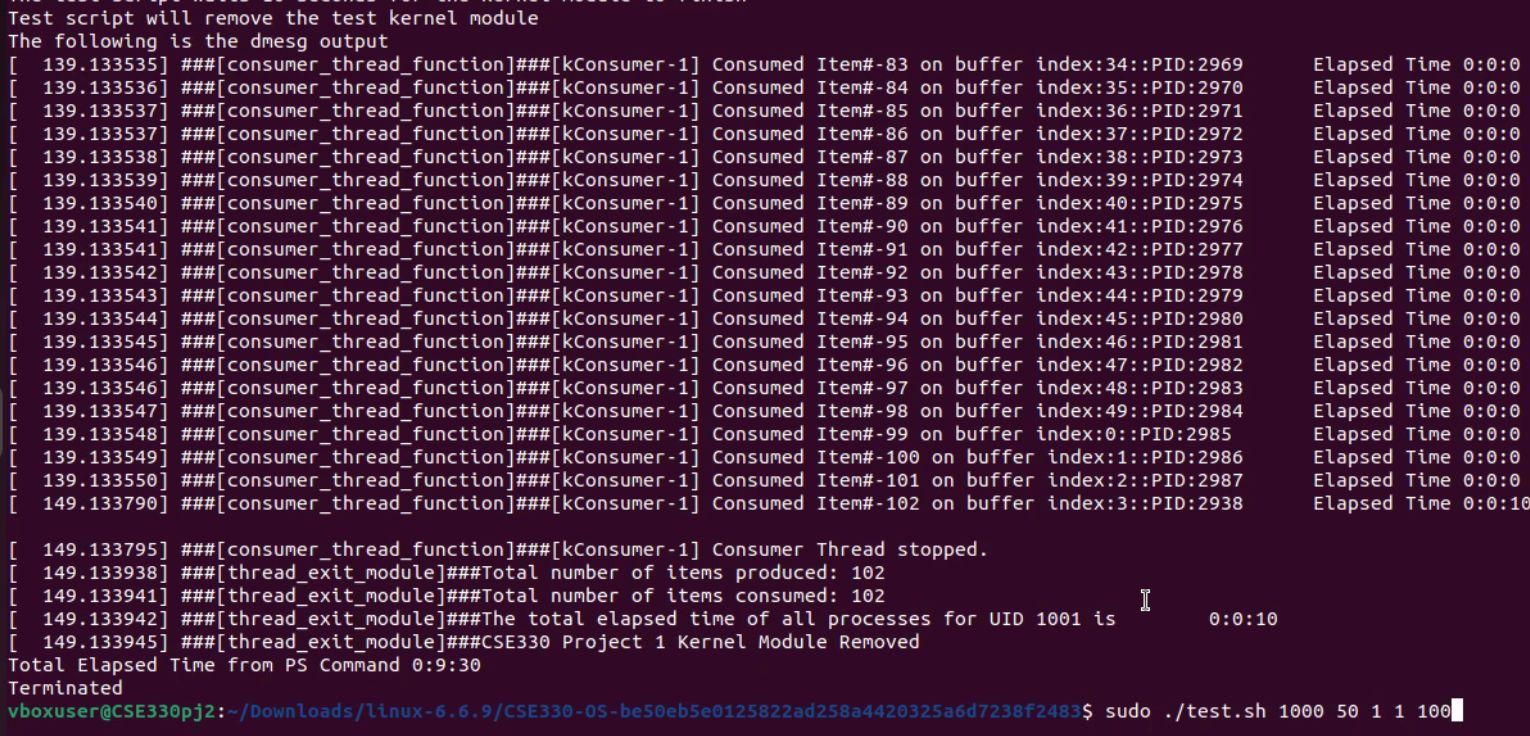 Test script will remove the test kernel module
The following is the dmesg output
[  139.133535] ###[consumer_thread_function]###[kConsumer-1] Consumed Item#-83 on buffer index:34::PID:2969      Elapsed Time 0:0:0
[  139.133536] ###[consumer_thread_function]###[kConsumer-1] Consumed Item#-84 on buffer index:35::PID:2970      Elapsed Time 0:0:0
[  139.133537] ###[consumer_thread_function]###[kConsumer-1] Consumed Item#-85 on buffer index:36::PID:2971      Elapsed Time 0:0:0
[  139.133537] ###[consumer_thread_function]###[kConsumer-1] Consumed Item#-86 on buffer index:37::PID:2972      Elapsed Time 0:0:0
[  139.133538] ###[consumer_thread_function]###[kConsumer-1] Consumed Item#-87 on buffer index:38::PID:2973      Elapsed Time 0:0:0
[  139.133539] ###[consumer_thread_function]###[kConsumer-1] Consumed Item#-88 on buffer index:39::PID:2974      Elapsed Time 0:0:0
[  139.133540] ###[consumer_thread_function]###[kConsumer-1] Consumed Item#-89 on buffer index:40::PID:2975      Elapsed Time 0:0:0
[  139.133541] ###[consumer_thread_function]###[kConsumer-1] Consumed Item#-90 on buffer index:41::PID:2976      Elapsed Time 0:0:0
[  139.133541] ###[consumer_thread_function]###[kConsumer-1] Consumed Item#-91 on buffer index:42::PID:2977      Elapsed Time 0:0:0
[  139.133542] ###[consumer_thread_function]###[kConsumer-1] Consumed Item#-92 on buffer index:43::PID:2978      Elapsed Time 0:0:0
[  139.133543] ###[consumer_thread_function]###[kConsumer-1] Consumed Item#-93 on buffer index:44::PID:2979      Elapsed Time 0:0:0
[  139.133544] ###[consumer_thread_function]###[kConsumer-1] Consumed Item#-94 on buffer index:45::PID:2980      Elapsed Time 0:0:0
[  139.133545] ###[consumer_thread_function]###[kConsumer-1] Consumed Item#-95 on buffer index:46::PID:2981      Elapsed Time 0:0:0
[  139.133546] ###[consumer_thread_function]###[kConsumer-1] Consumed Item#-96 on buffer index:47::PID:2982      Elapsed Time 0:0:0
[  139.133546] ###[consumer_thread_function]###[kConsumer-1] Consumed Item#-97 on buffer index:48::PID:2983      Elapsed Time 0:0:0
[  139.133547] ###[consumer_thread_function]###[kConsumer-1] Consumed Item#-98 on buffer index:49::PID:2984      Elapsed Time 0:0:0
[  139.133548] ###[consumer_thread_function]###[kConsumer-1] Consumed Item#-99 on buffer index:0::PID:2985       Elapsed Time 0:0:0
[  139.133549] ###[consumer_thread_function]###[kConsumer-1] Consumed Item#-100 on buffer index:1::PID:2986      Elapsed Time 0:0:0
[  139.133550] ###[consumer_thread_function]###[kConsumer-1] Consumed Item#-101 on buffer index:2::PID:2987      Elapsed Time 0:0:0
[  149.133790] ###[consumer_thread_function]###[kConsumer-1] Consumed Item#-102 on buffer index:3::PID:2938      Elapsed Time 0:0:10
[  149.133795] ###[consumer_thread_function]###[kConsumer-1] Consumer Thread stopped.
[  149.133938] ###[thread_exit_module]###Total number of items produced: 102
[  149.133941] ###[thread_exit_module]###Total number of items consumed: 102
[  149.133942] ###[thread_exit_module]###The total elapsed time of all processes for UID 1001 is        0:0:10
[  149.133945] ###[thread_exit_module]###CSE330 Project 1 Kernel Module Removed
Total Elapsed Time from PS Command 0:9:30
Terminated
vboxuser@CSE330pj2:~/Downloads/linux-6.6.9/CSE330-OS-be50eb5e0125822ad258a4420325a6d7238f2483$ sudo ./test.sh 1000 50 1 1 100